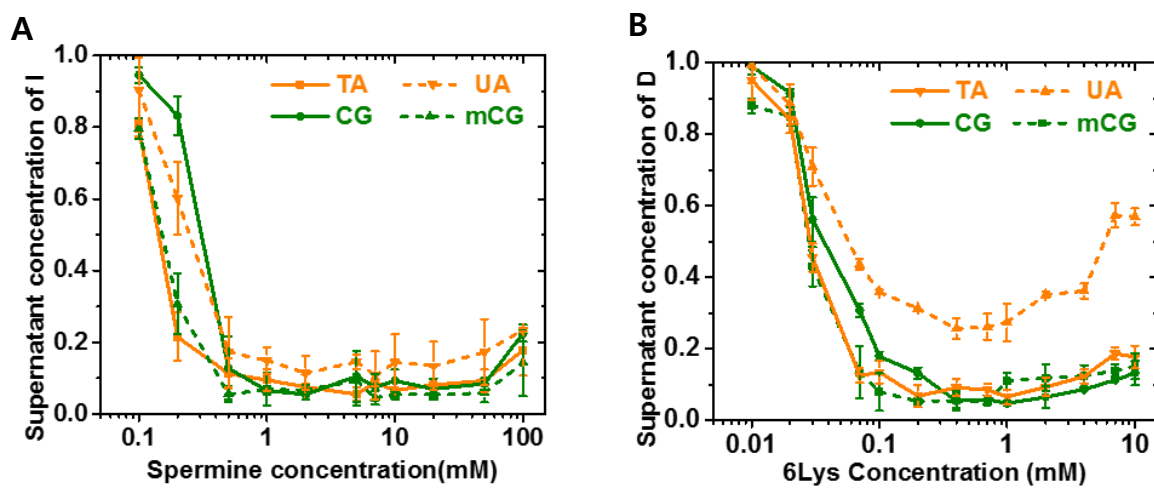 A
Supernatant concentration of I
1.0
0.8
0.6
0.4
0.2
0.0
TA
UA
CG
mCG
0.1
1
10
100
Spermine concentration(mM)
B
Supernatant concentration of D
1.0
0.8
0.6
0.4
0.2
0.0
TA
UA
CG
mCG
0.01
0.1
1
10
6Lys Concentration (mM)